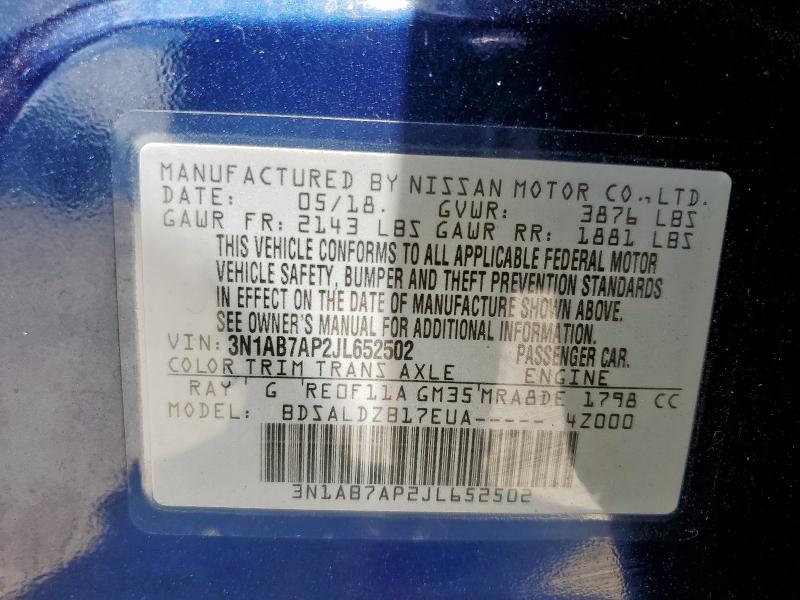 MANUFACTURED BY NISSAN MOTOR CO.,LTD.
DATE: 05/18. GVWR: 3876 LBS
GAWR FR: 2143 LBS GAWR RR: 1881 LBS
THIS VEHICLE CONFORMS TO ALL APPLICABLE FEDERAL MOTOR
VEHICLE SAFETY, BUMPER AND THEFT PREVENTION STANDARDS
IN EFFECT ON THE DATE OF MANUFACTURE SHOWN ABOVE.
SEE OWNER'S MANUAL FOR ADDITIONAL INFORMATION.
VIN: 3N1AB7AP2JL652502 PASSENGER CAR.
COLOR TRIM TRANS AXLE ENGINE
RAY G RE0F11A GM35 MRA8DE 1798 CC
MODEL: BDSALDZB17EUA-----4Z000
3N1AB7AP2JL652502